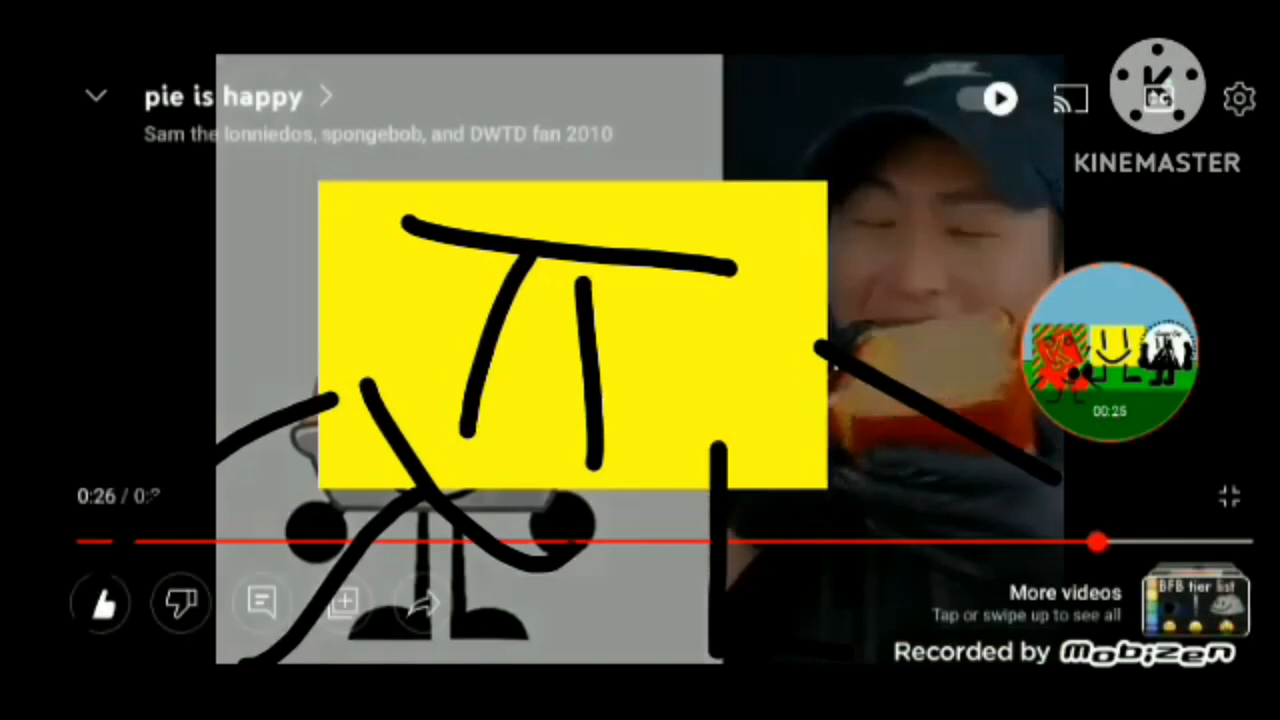 pie is happy
Sam the lonniedos, spongebob, and DWTD fan 2010
KINEMASTER
π
00:25
0:26 /
More videos
BFB tier list
Tap or swipe up to see all
Recorded by mobizen